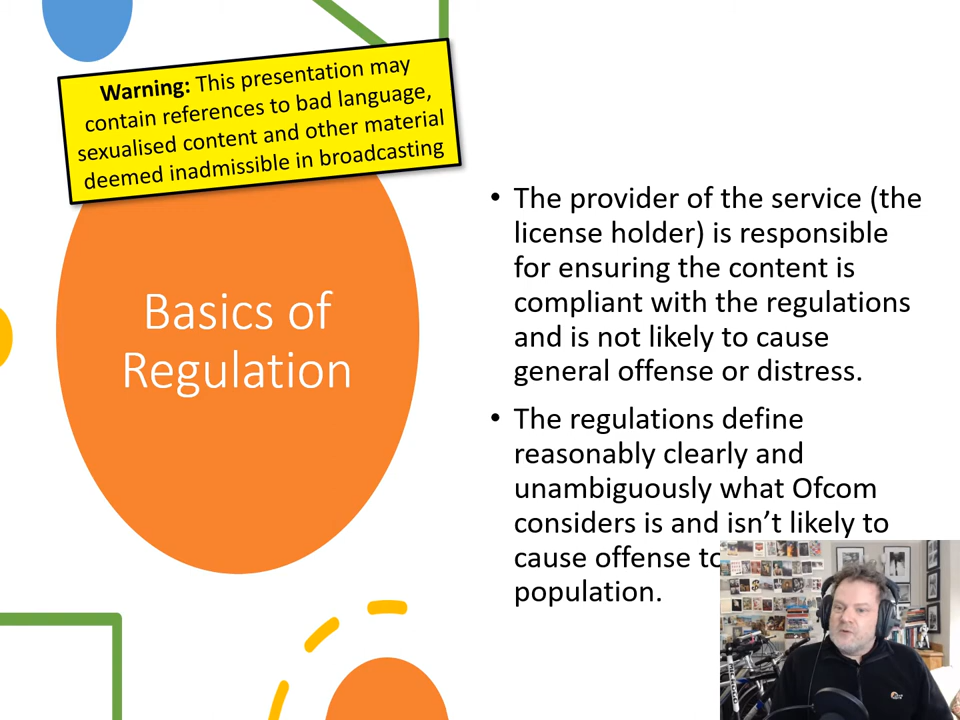 Warning: This presentation may
contain references to bad language,
sexualised content and other material
deemed inadmissible in broadcasting
Basics of
Regulation
• The provider of the service (the
license holder) is responsible
for ensuring the content is
compliant with the regulations
and is not likely to cause
general offense or distress.
• The regulations define
reasonably clearly and
unambiguously what Ofcom
considers is and isn’t likely to
cause offense to
population.